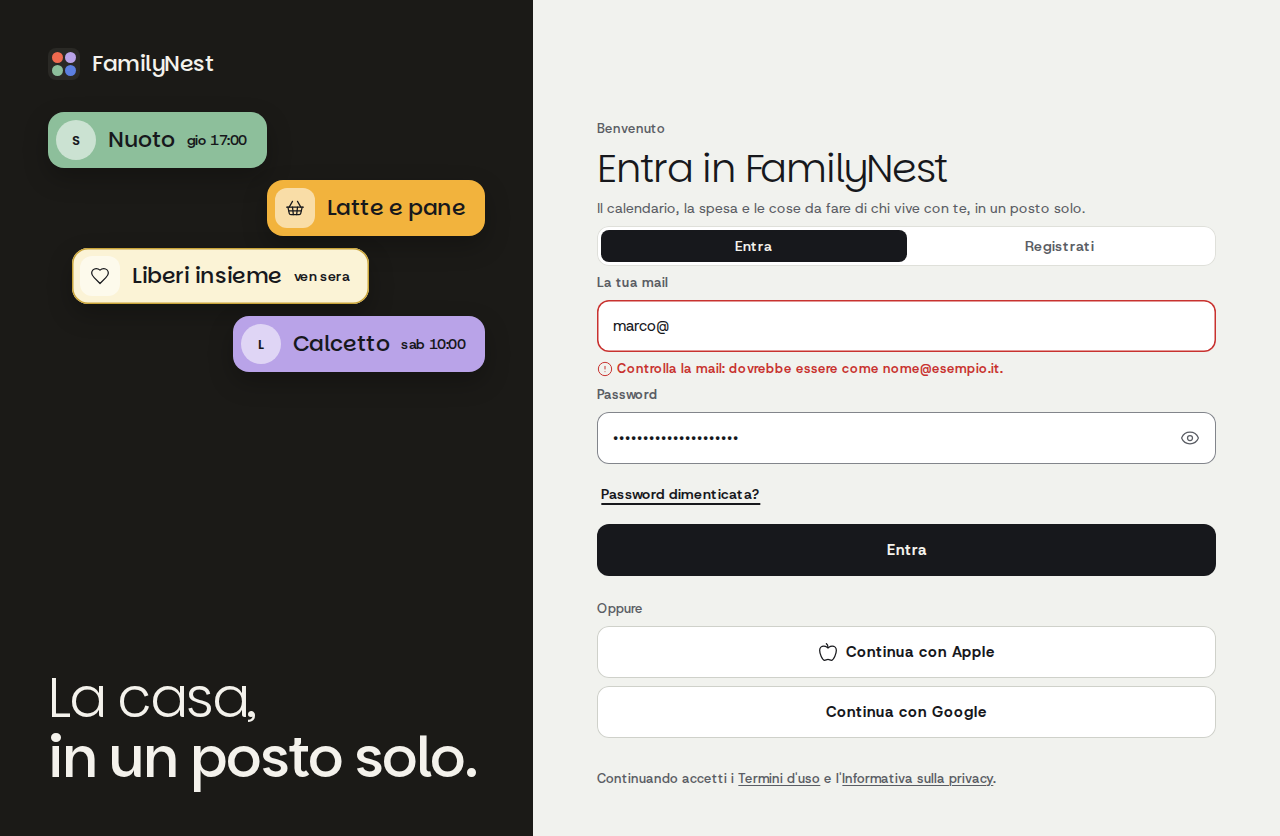 FamilyNest
S Nuoto gio 17:00
Latte e pane
Liberi insieme ven sera
L Calcetto sab 10:00
La casa,
in un posto solo.
Benvenuto
Entra in FamilyNest
Il calendario, la spesa e le cose da fare di chi vive con te, in un posto solo.
Entra Registrati
La tua mail
marco@
Controlla la mail: dovrebbe essere come nome@esempio.it.
Password
•••••••••••••••••••••
Password dimenticata?
Entra
Oppure
Continua con Apple
Continua con Google
Continuando accetti i Termini d'uso e l'Informativa sulla privacy.